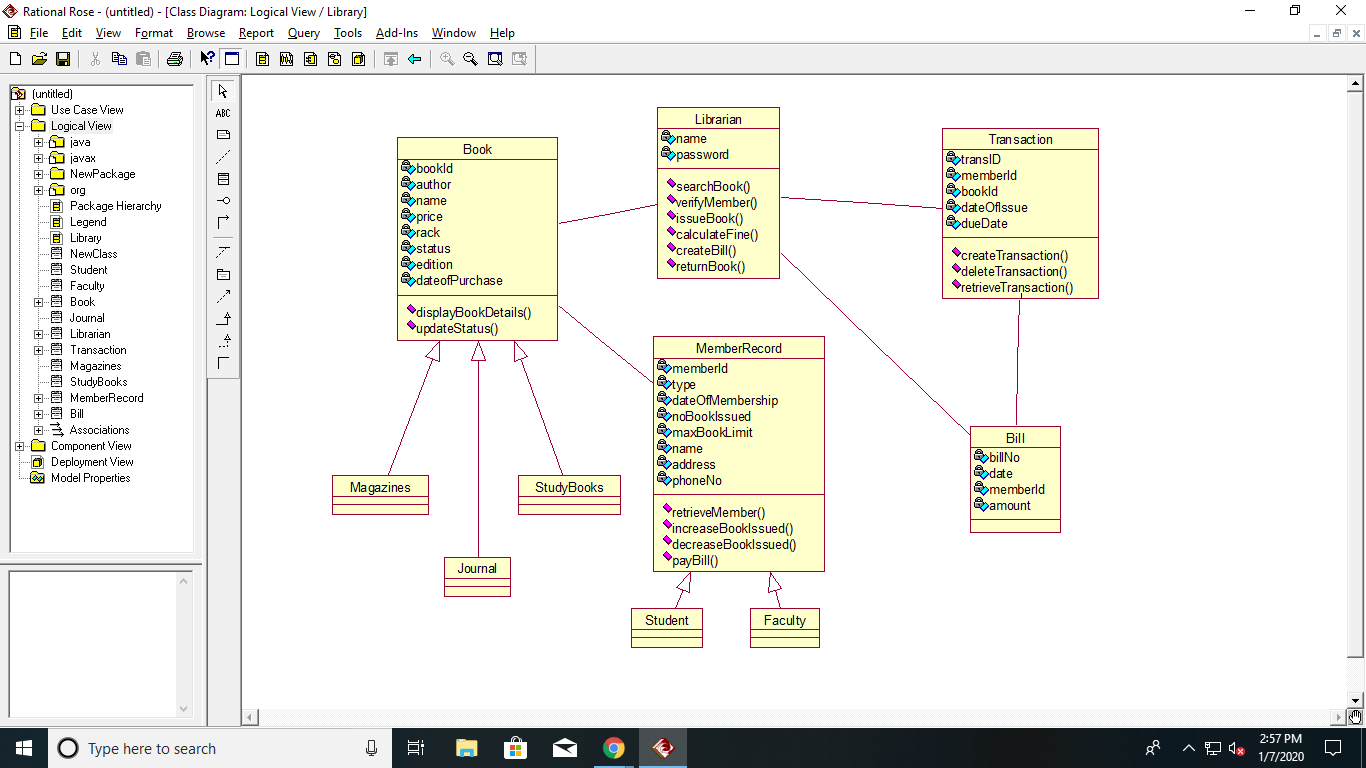 Rational Rose - (untitled) - [Class Diagram: Logical View / Library]
File Edit View Format Browse Report Query Tools Add-Ins Window Help
ABC
(untitled)
Use Case View
Logical View
java
javax
NewPackage
org
Package Hierarchy
Legend
Library
NewClass
Student
Faculty
Book
Journal
Librarian
Transaction
Magazines
StudyBooks
MemberRecord
Bill
Associations
Component View
Deployment View
Model Properties
Book
bookId
author
name
price
rack
status
edition
dateofPurchase
displayBookDetails()
updateStatus()
Librarian
name
password
searchBook()
verifyMember()
issueBook()
calculateFine()
createBill()
returnBook()
Transaction
transID
memberId
bookId
dateOfIssue
dueDate
createTransaction()
deleteTransaction()
retrieveTransaction()
MemberRecord
memberId
type
dateOfMembership
noBookIssued
maxBookLimit
name
address
phoneNo
retrieveMember()
increaseBookIssued()
decreaseBookIssued()
payBill()
Bill
billNo
date
memberId
amount
Magazines
StudyBooks
Journal
Student
Faculty
Type here to search
2:57 PM
1/7/2020